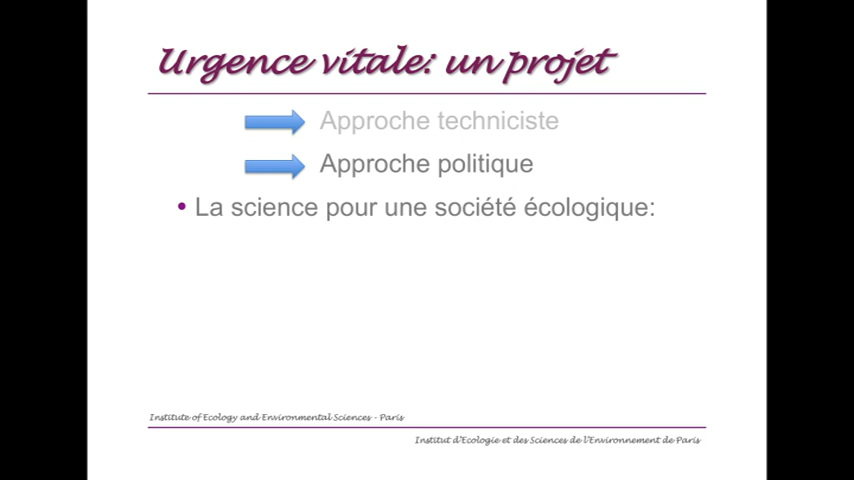 Urgence vitale: un projet
Approche techniciste
Approche politique
• La science pour une société écologique:
Institute of Ecology and Environmental Sciences - Paris
Institut d'Ecologie et des Sciences de l'Environnement de Paris